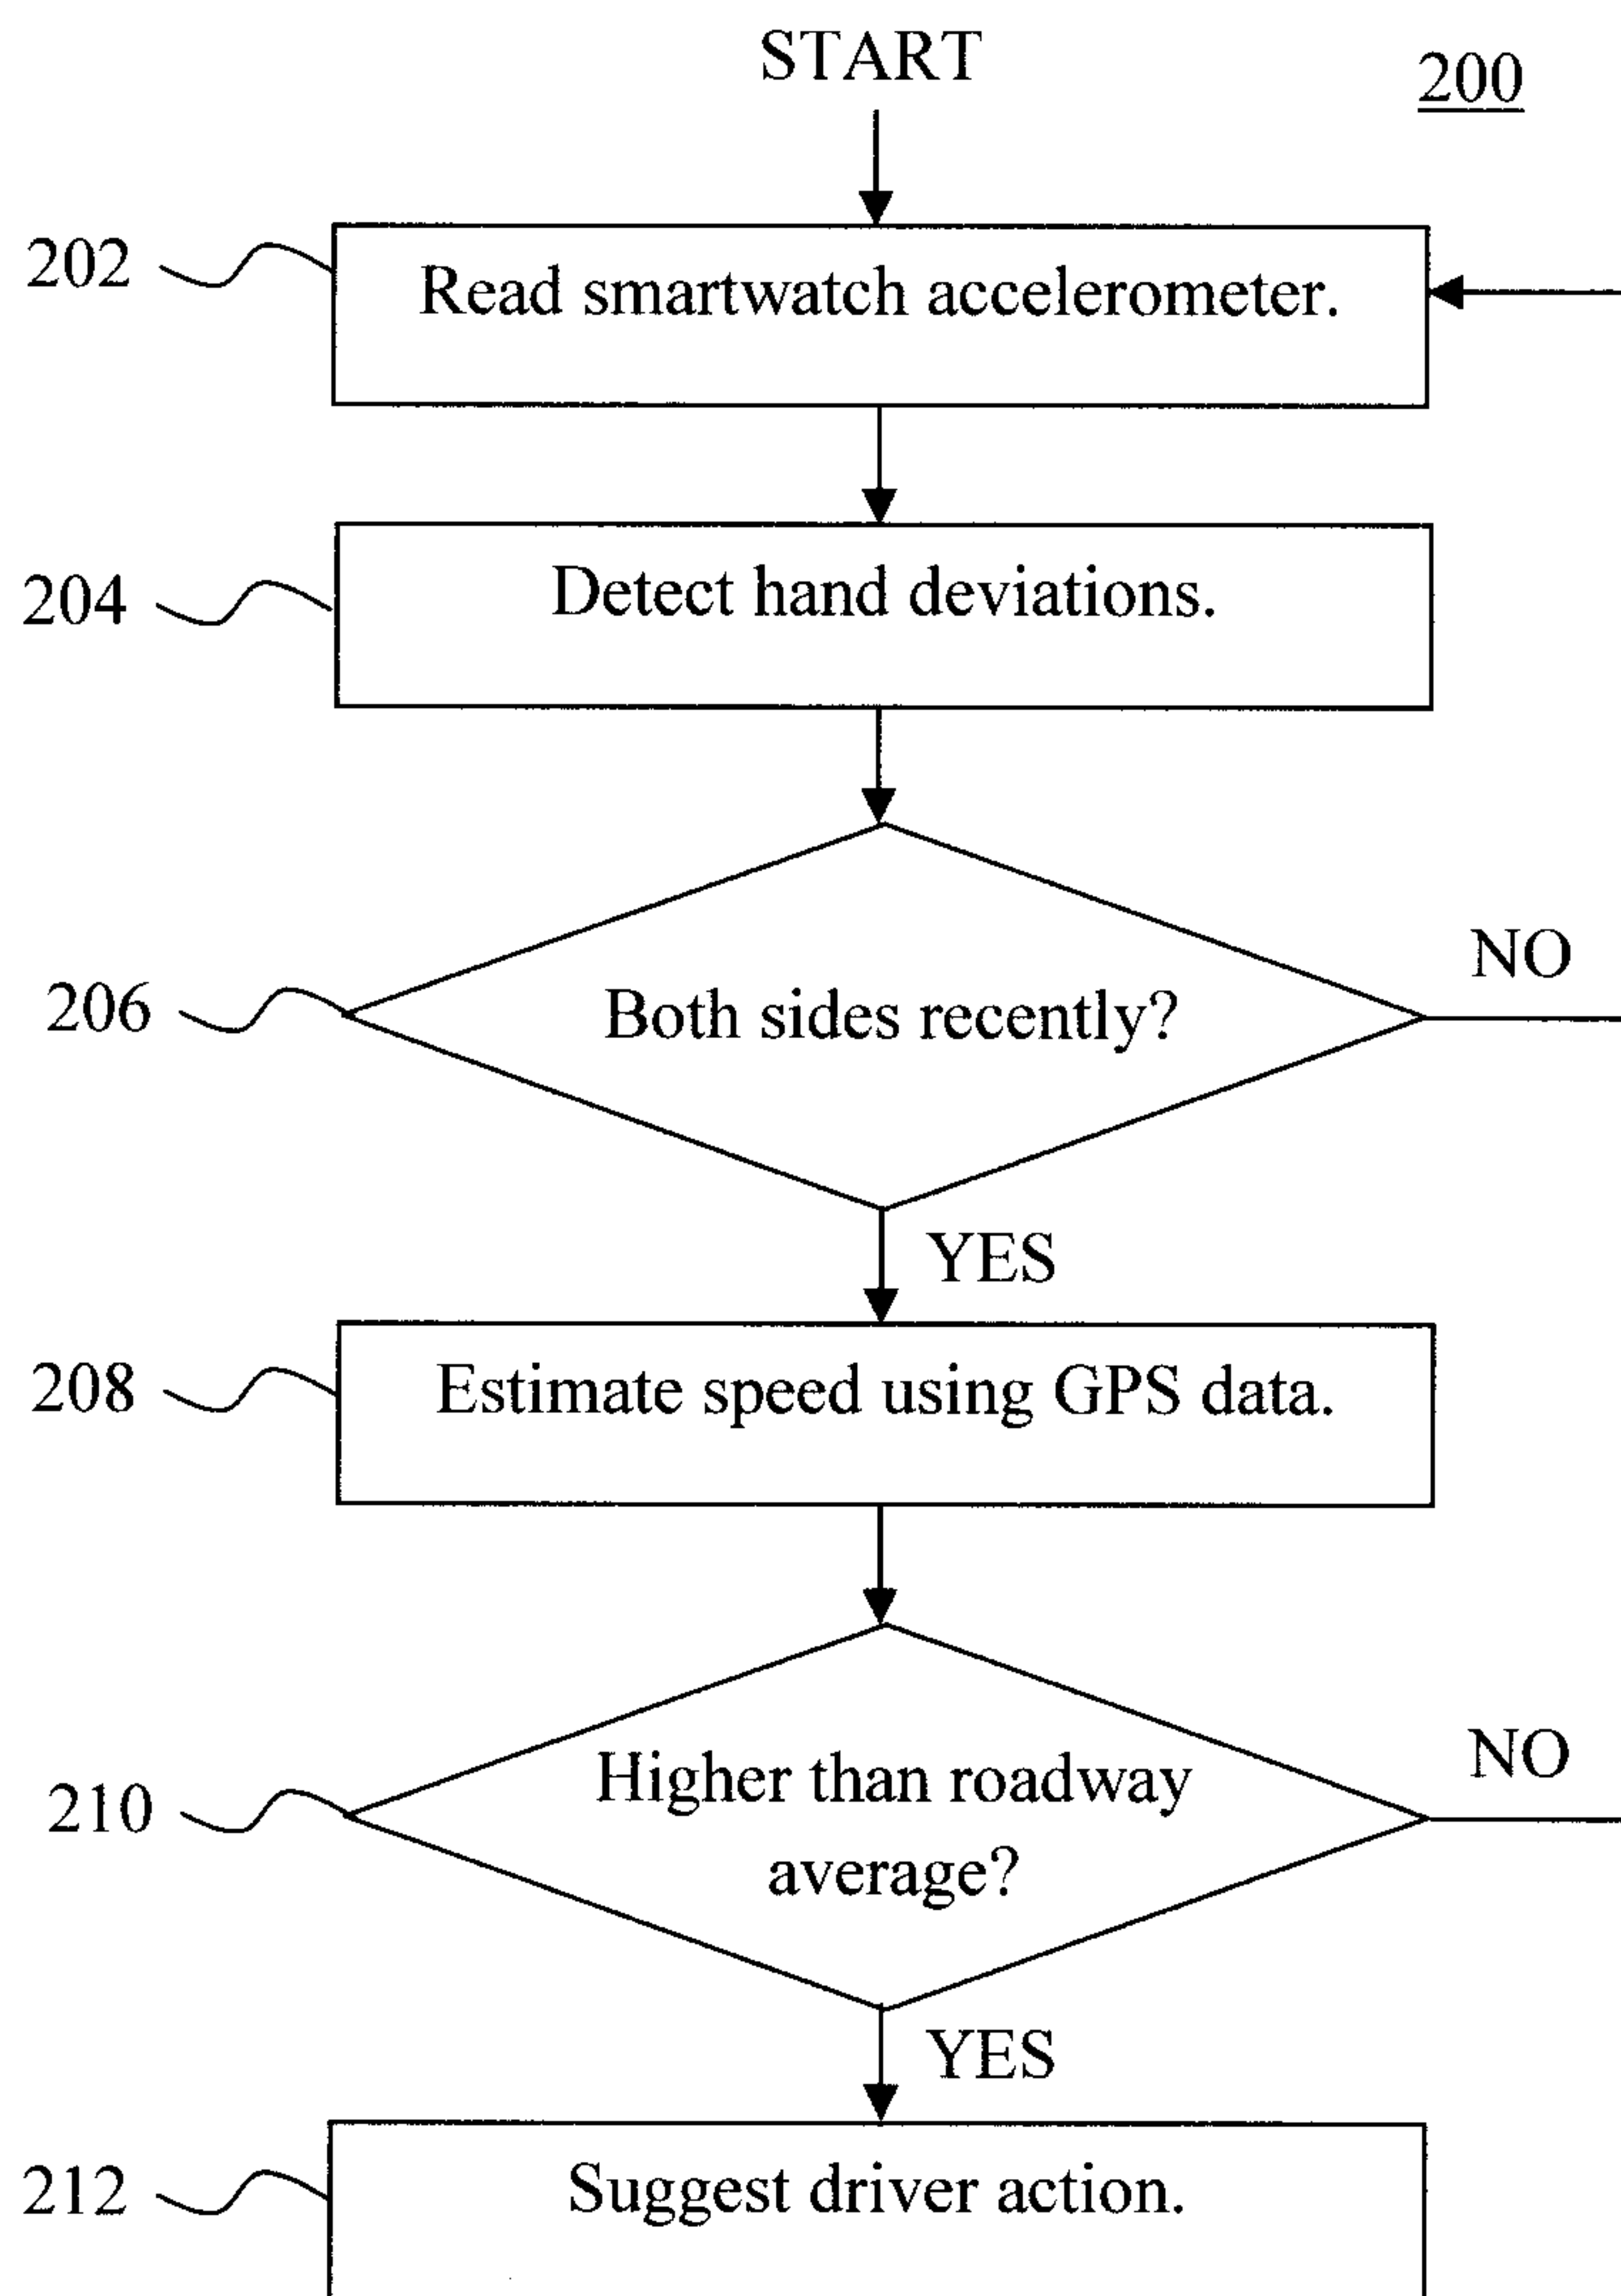 START
200
202
Read smartwatch accelerometer.
204
Detect hand deviations.
206
Both sides recently?
NO
YES
208
Estimate speed using GPS data.
210
Higher than roadway
average?
NO
YES
212
Suggest driver action.